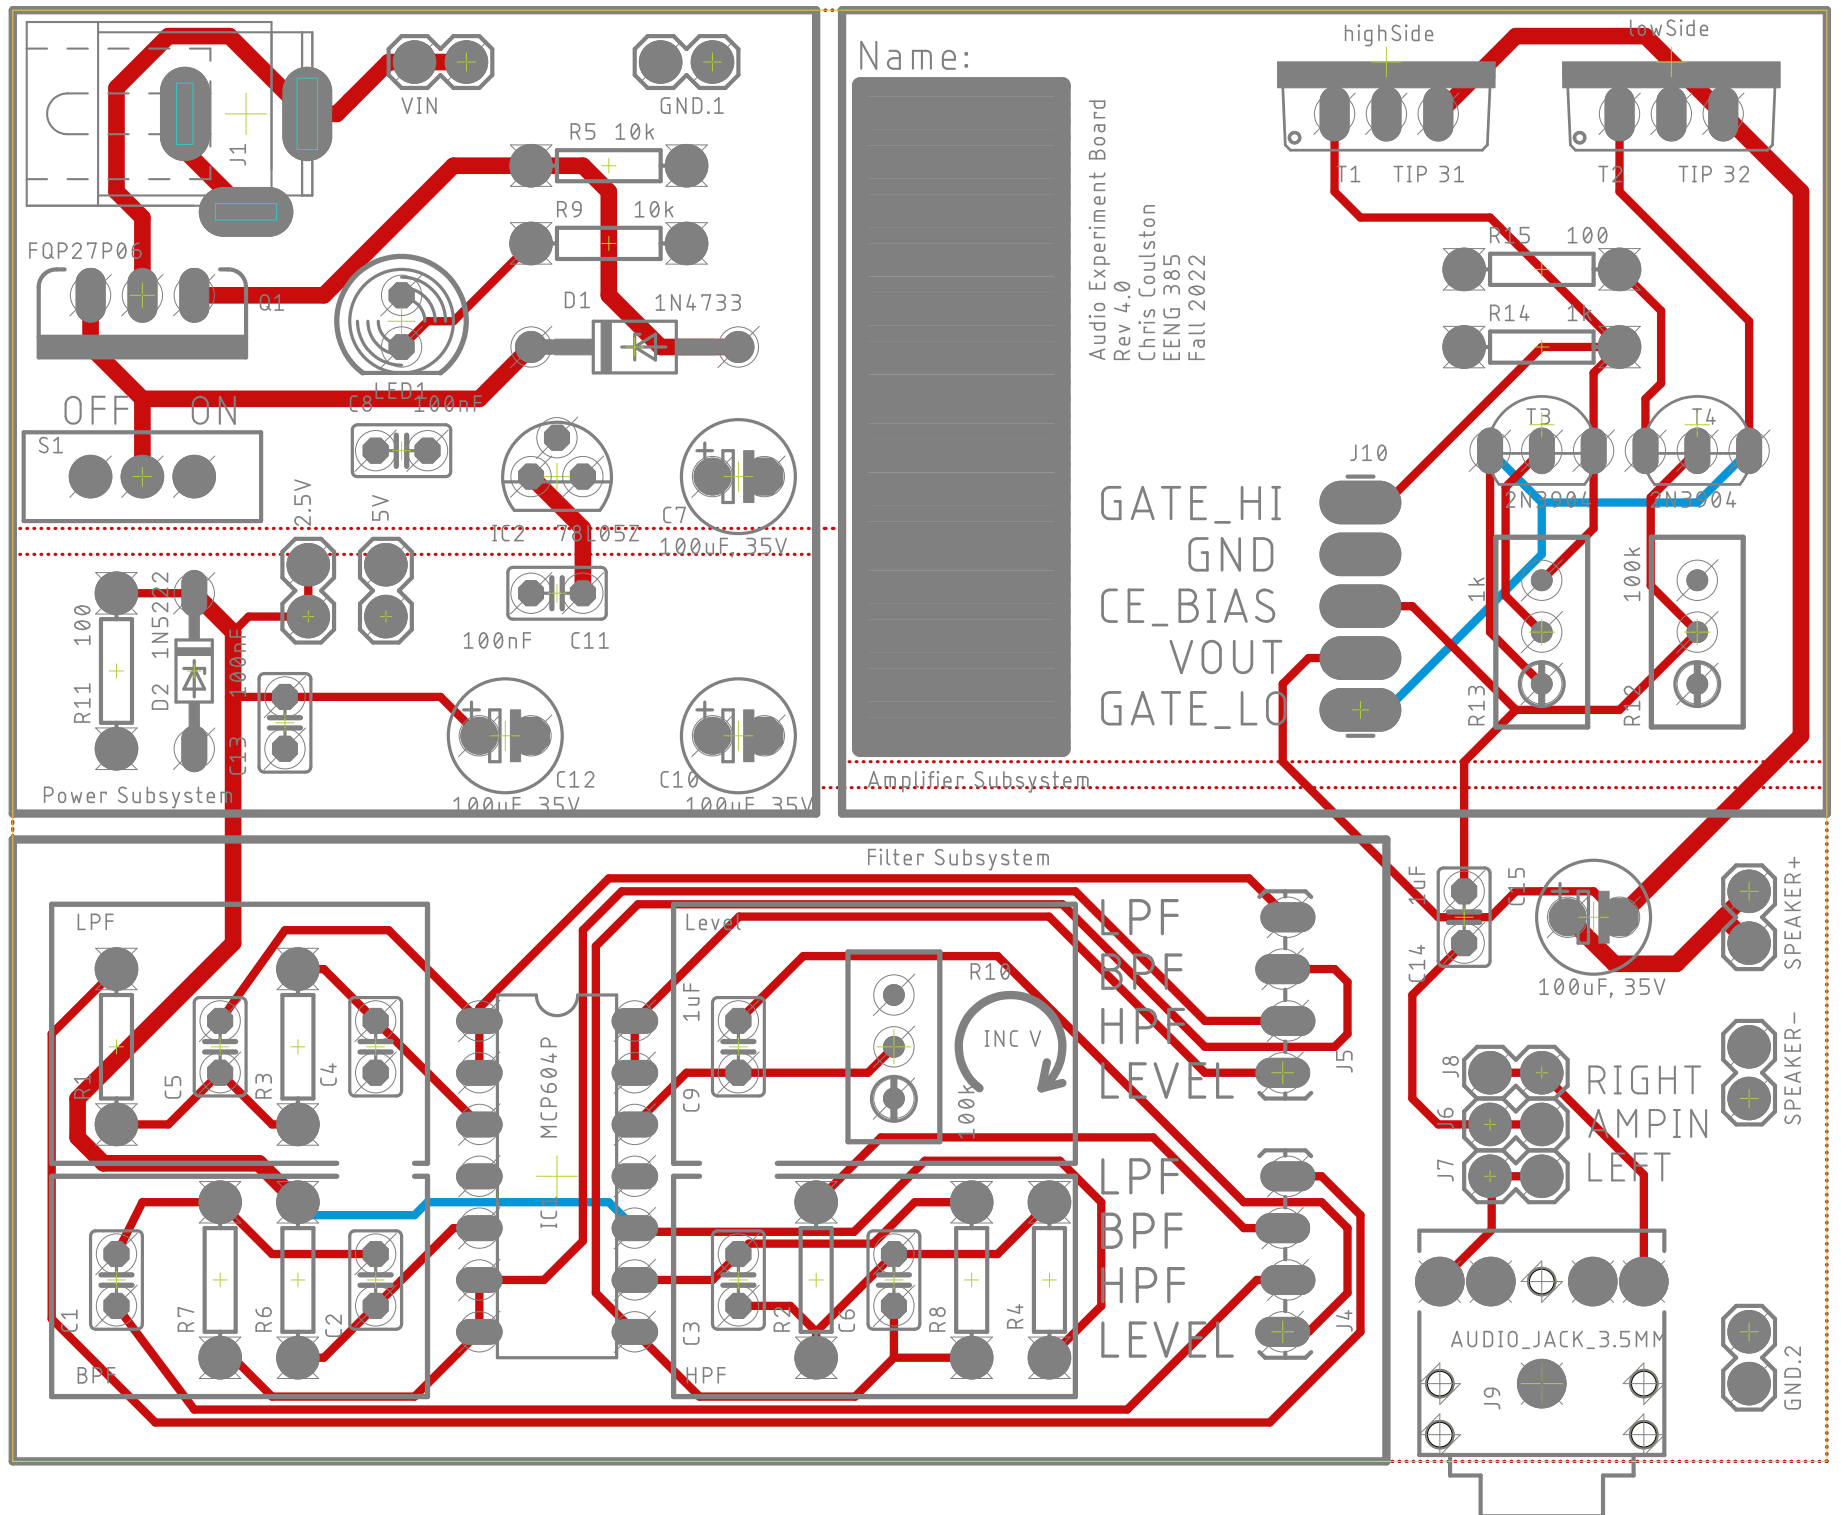 VIN
GND.1
J1
R5 10k
R9 10k
FQP27P06
Q1
D1 1N4733
LED1
C8 100nF
OFF ON
S1
2.5V
5V
IC2 78L05Z
C7
100uF, 35V
100
R11
1N5222
D2
100nF
C13
100nF C11
C12
100uF, 35V
C10
100uF, 35V
Power Subsystem
Name:
Audio Experiment Board
Rev 4.0
Chris Coulston
EENG 385
Fall 2022
highSide
lowSide
T1 TIP 31
T2 TIP 32
R15 100
R14 1k
T3
T4
2N3904
2N3904
J10
GATE_HI
GND
CE_BIAS
VOUT
GATE_LO
1k
R13
100k
R12
Amplifier Subsystem
Filter Subsystem
LPF
R1
C5
R3
C4
MCP604P
IC1
Level
1uF
C9
R10
INC V
100k
LPF
BPF
HPF
LEVEL
J5
C1
R7
R6
C2
BPF
C3
R2
C6
R8
R4
HPF
LPF
BPF
HPF
LEVEL
J4
1uF
C14
C15
100uF, 35V
SPEAKER+
SPEAKER-
J8
J6
J7
RIGHT
AMPIN
LEFT
AUDIO_JACK_3.5MM
J9
GND.2